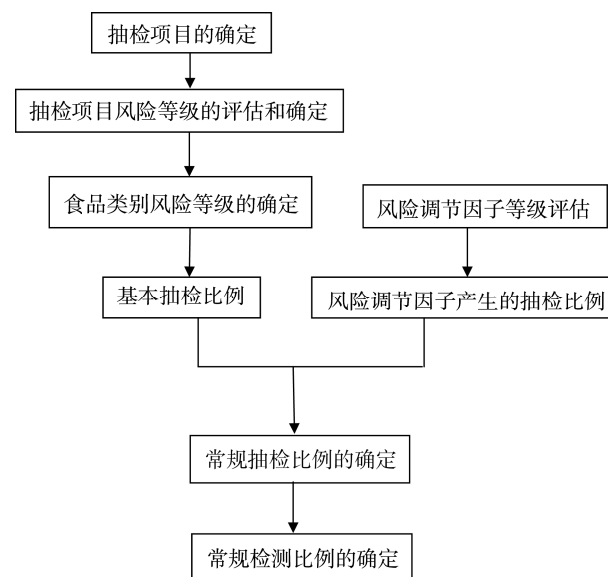 抽检项目的确定
抽检项目风险等级的评估和确定
食品类别风险等级的确定
风险调节因子等级评估
基本抽检比例
风险调节因子产生的抽检比例
常规抽检比例的确定
常规检测比例的确定